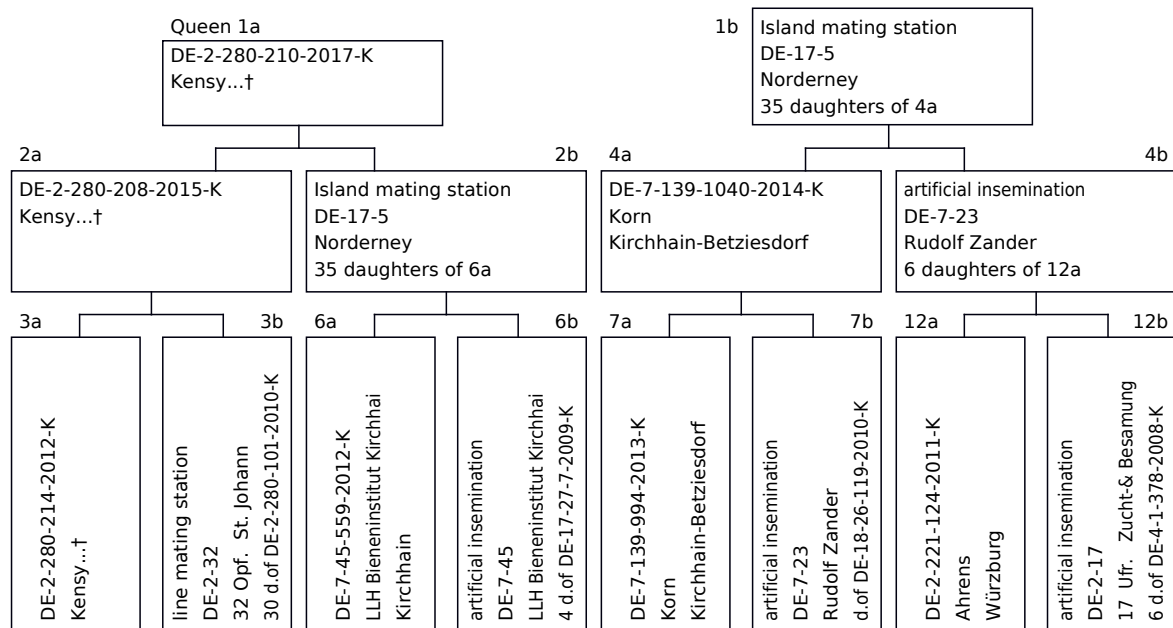 Queen 1a
DE-2-280-210-2017-K
Kensy...†
1b
Island mating station
DE-17-5
Norderney
35 daughters of 4a
2a
DE-2-280-208-2015-K
Kensy...†
2b
Island mating station
DE-17-5
Norderney
35 daughters of 6a
4a
DE-7-139-1040-2014-K
Korn
Kirchhain-Betziesdorf
4b
artificial insemination
DE-7-23
Rudolf Zander
6 daughters of 12a
3a
DE-2-280-214-2012-K
Kensy...†
3b
line mating station
DE-2-32
32 Opf. St. Johann
30 d.of DE-2-280-101-2010-K
6a
DE-7-45-559-2012-K
LLH Bieneninstitut Kirchhai
Kirchhain
6b
artificial insemination
DE-7-45
LLH Bieneninstitut Kirchhai
4 d.of DE-17-27-7-2009-K
7a
DE-7-139-994-2013-K
Korn
Kirchhain-Betziesdorf
7b
artificial insemination
DE-7-23
Rudolf Zander
d.of DE-18-26-119-2010-K
12a
DE-2-221-124-2011-K
Ahrens
Würzburg
12b
artificial insemination
DE-2-17
17 Ufr. Zucht-& Besamung
6 d.of DE-4-1-378-2008-K